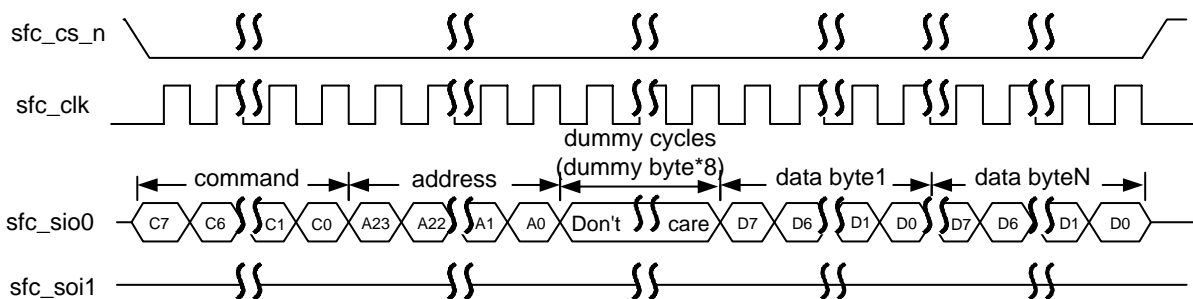 sfc_cs_n
sfc_clk
dummy cycles
(dummy byte*8)
command address data byte1 data byteN
sfc_sio0 C7 C6 C1 C0 A23 A22 A1 A0 Don't care D7 D6 D1 D0 D7 D6 D1 D0
sfc_soi1